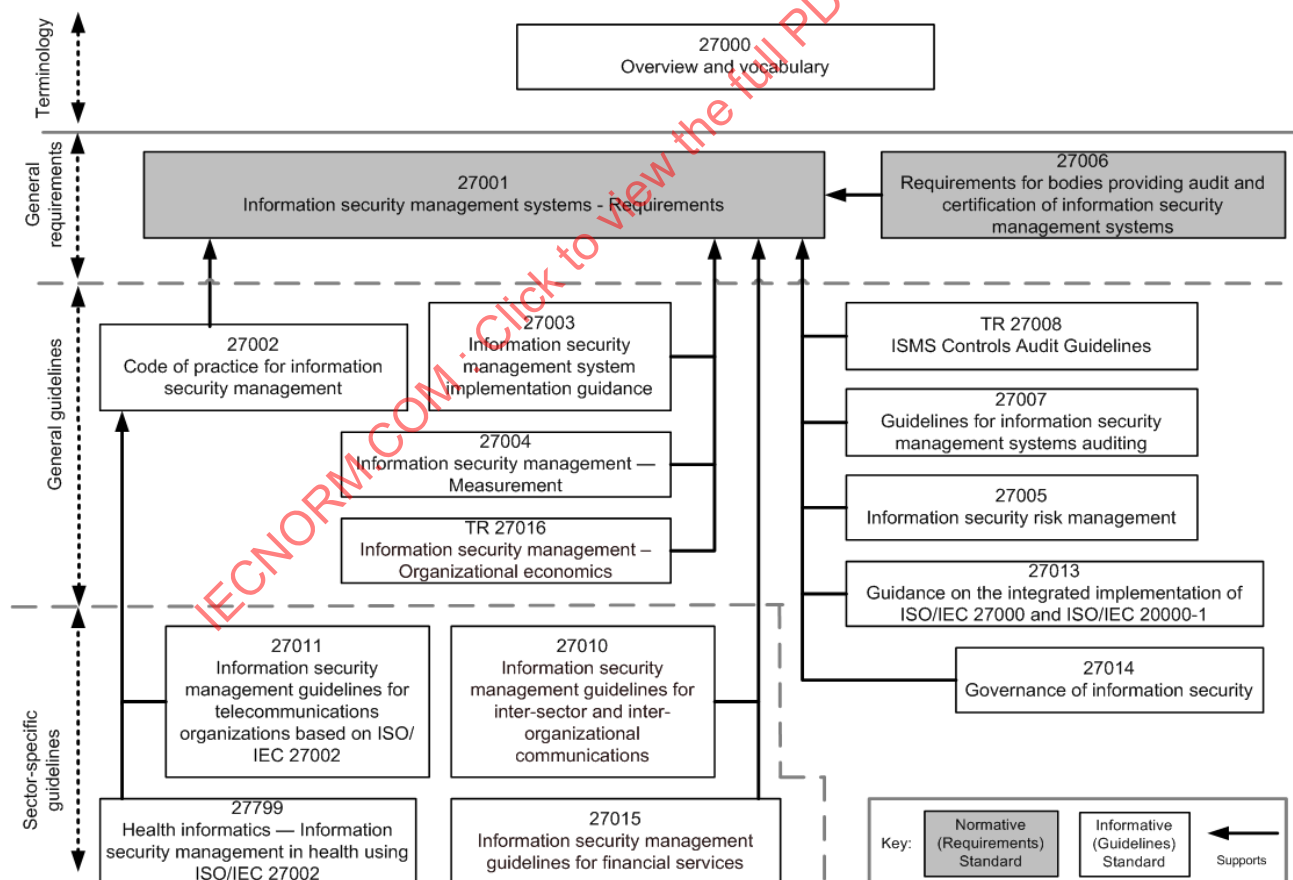 Terminology
27000
Overview and vocabulary
General
requirements
27001
Information security management systems - Requirements
27006
Requirements for bodies providing audit and
certification of information security
management systems
General guidelines
27002
Code of practice for information
security management
27003
Information security
management system
implementation guidance
27004
Information security management —
Measurement
TR 27016
Information security management –
Organizational economics
TR 27008
ISMS Controls Audit Guidelines
27007
Guidelines for information security
management systems auditing
27005
Information security risk management
27013
Guidance on the integrated implementation of
ISO/IEC 27000 and ISO/IEC 20000-1
27014
Governance of information security
Sector-specific
guidelines
27011
Information security
management guidelines for
telecommunications
organizations based on ISO/
IEC 27002
27010
Information security
management guidelines for
inter-sector and inter-
organizational
communications
27799
Health informatics — Information
security management in health using
ISO/IEC 27002
27015
Information security management
guidelines for financial services
Key:
Normative
(Requirements)
Standard
Informative
(Guidelines)
Standard
Supports
IECNORM.COM : Click to view the full PD